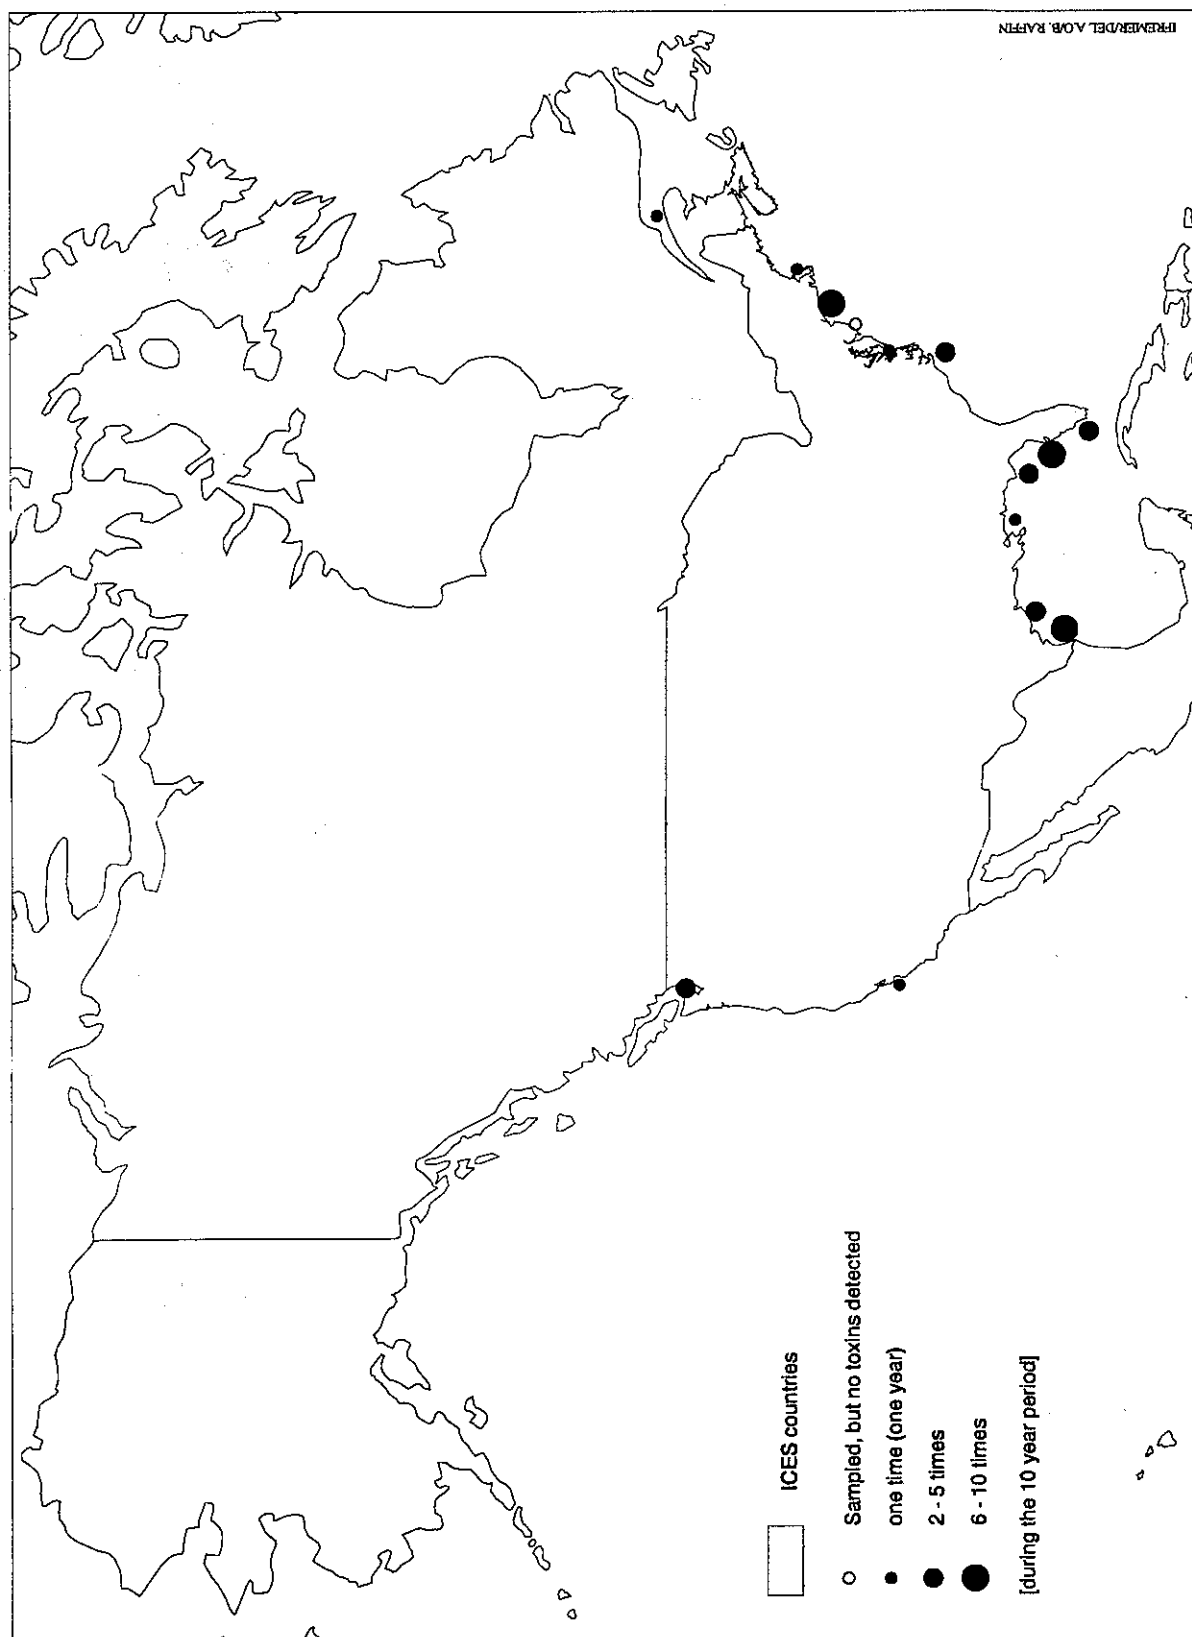 IFREMER/DEL A.O/B. RAFFIN
ICES countries
Sampled, but no toxins detected
one time (one year)
2 - 5 times
6 - 10 times
[during the 10 year period]